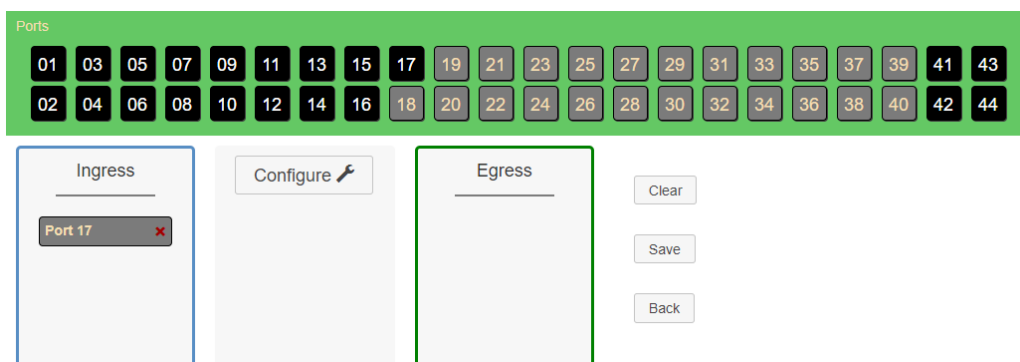 Ports
01 03 05 07 09 11 13 15 17 19 21 23 25 27 29 31 33 35 37 39 41 43
02 04 06 08 10 12 14 16 18 20 22 24 26 28 30 32 34 36 38 40 42 44
Ingress
Port 17
Configure
Egress
Clear
Save
Back